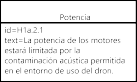 Potencia
id=H1a.2.1
text=La potencia de los motores
estará limitada por la
contaminación acústica permitida
en el entorno de uso del dron.